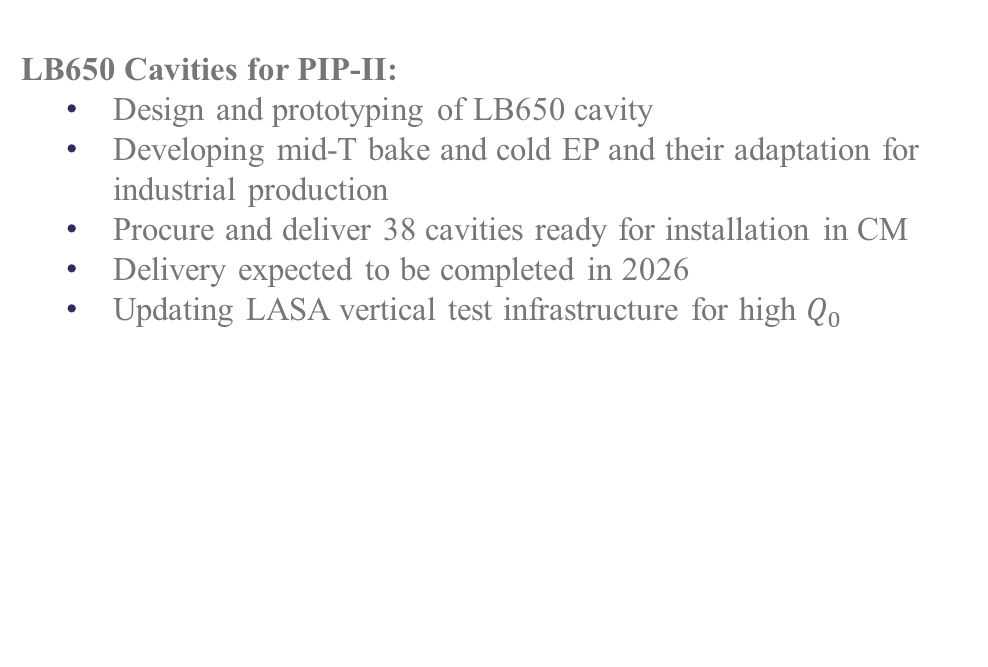 LB650 Cavities for PIP-II:
• Design and prototyping of LB650 cavity
• Developing mid-T bake and cold EP and their adaptation for
industrial production
• Procure and deliver 38 cavities ready for installation in CM
• Delivery expected to be completed in 2026
• Updating LASA vertical test infrastructure for high Q₀